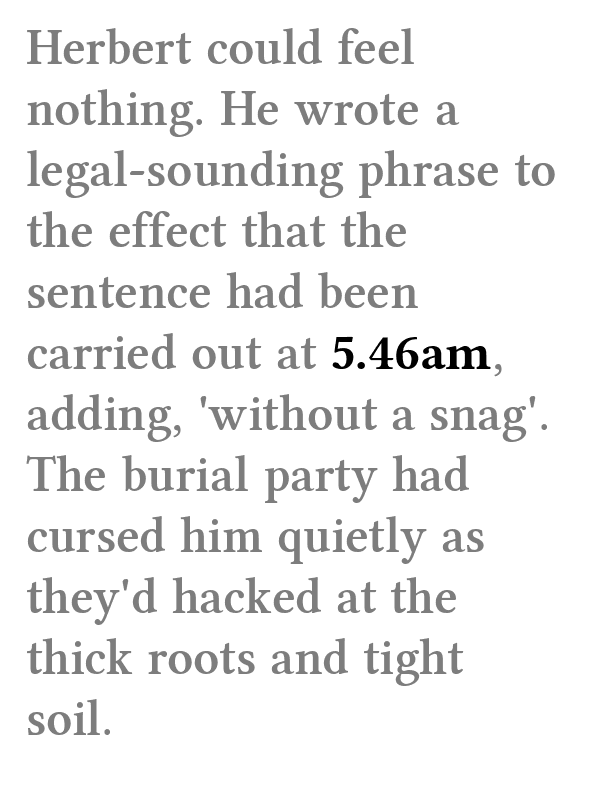 Herbert could feel
nothing. He wrote a
legal-sounding phrase to
the effect that the
sentence had been
carried out at 5.46am,
adding, 'without a snag'.
The burial party had
cursed him quietly as
they'd hacked at the
thick roots and tight
soil.